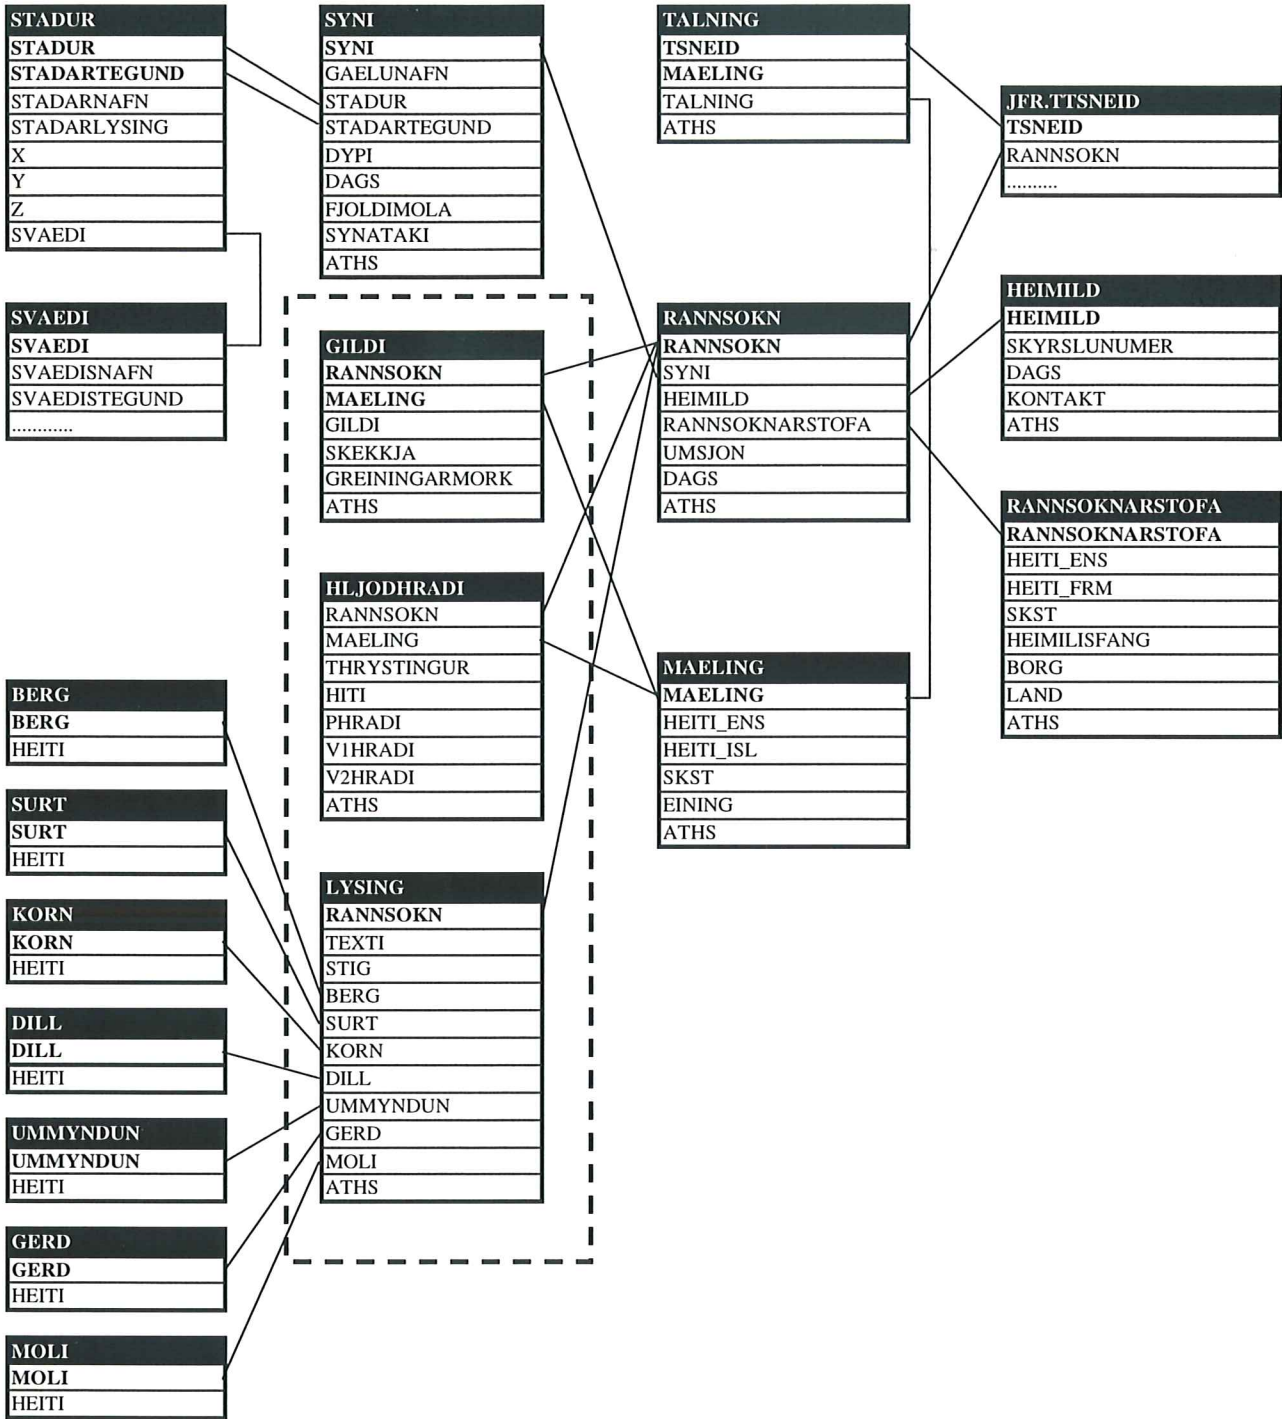 STADUR
STADUR
STADARTEGUND
STADARNAFN
STADARLYSING
X
Y
Z
SVAEDI
SVAEDI
SVAEDI
SVAEDISNAFN
SVAEDISTEGUND
............
BERG
BERG
HEITI
SURT
SURT
HEITI
KORN
KORN
HEITI
DILL
DILL
HEITI
UMMYNDUN
UMMYNDUN
HEITI
GERD
GERD
HEITI
MOLI
MOLI
HEITI
SYNI
SYNI
GAELUNAFN
STADUR
STADARTEGUND
DYPI
DAGS
FJOLDIMOLA
SYNATAKI
ATHS
GILDI
RANNSOKN
MAELING
GILDI
SKEKKJA
GREININGARMORK
ATHS
HLJODHRADI
RANNSOKN
MAELING
THRYSTINGUR
HITI
PHRADI
V1HRADI
V2HRADI
ATHS
LYSING
RANNSOKN
TEXTI
STIG
BERG
SURT
KORN
DILL
UMMYNDUN
GERD
MOLI
ATHS
TALNING
TSNEID
MAELING
TALNING
ATHS
RANNSOKN
RANNSOKN
SYNI
HEIMILD
RANNSOKNARSTOFA
UMSJON
DAGS
ATHS
MAELING
MAELING
HEITI_ENS
HEITI_ISL
SKST
EINING
ATHS
JFR.TTSNEID
TSNEID
RANNSOKN
..........
HEIMILD
HEIMILD
SKYRSLUNUMER
DAGS
KONTAKT
ATHS
RANNSOKNARSTOFA
RANNSOKNARSTOFA
HEITI_ENS
HEITI_FRM
SKST
HEIMILISFANG
BORG
LAND
ATHS